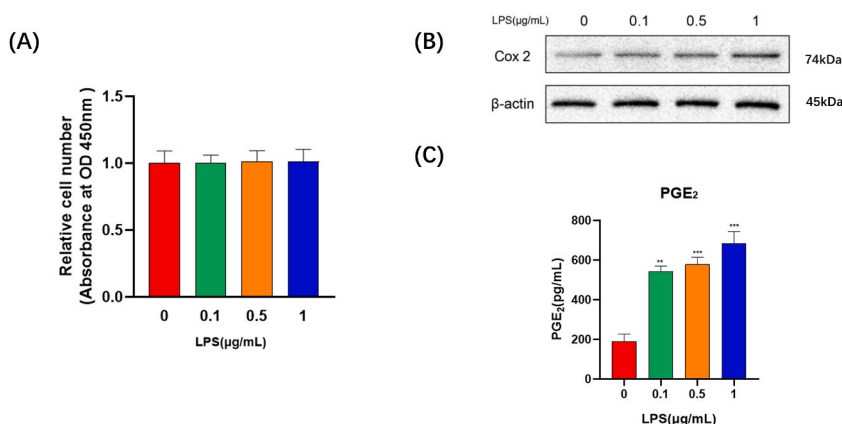 (A)
1.5
1.0
0.5
0.0
Relative cell number
(Absorbance at OD 450nm )
0 0.1 0.5 1
LPS(μg/mL)
(B)
LPS(μg/mL) 0 0.1 0.5 1
Cox 2 74kDa
β-actin 45kDa
(C)
PGE₂
800
600
400
200
0
PGE₂(pg/mL)
** *** ***
0 0.1 0.5 1
LPS(μg/mL)